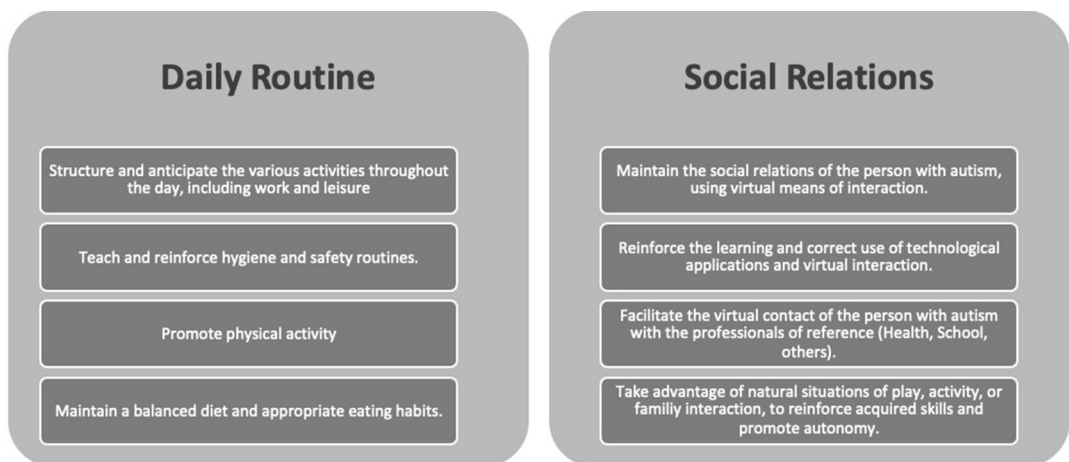 Daily Routine
Structure and anticipate the various activities throughout
the day, including work and leisure
Teach and reinforce hygiene and safety routines.
Promote physical activity
Maintain a balanced diet and appropriate eating habits.
Social Relations
Maintain the social relations of the person with autism,
using virtual means of interaction.
Reinforce the learning and correct use of technological
applications and virtual interaction.
Facilitate the virtual contact of the person with autism
with the professionals of reference (Health, School,
others).
Take advantage of natural situations of play, activity, or
familiy interaction, to reinforce acquired skills and
promote autonomy.